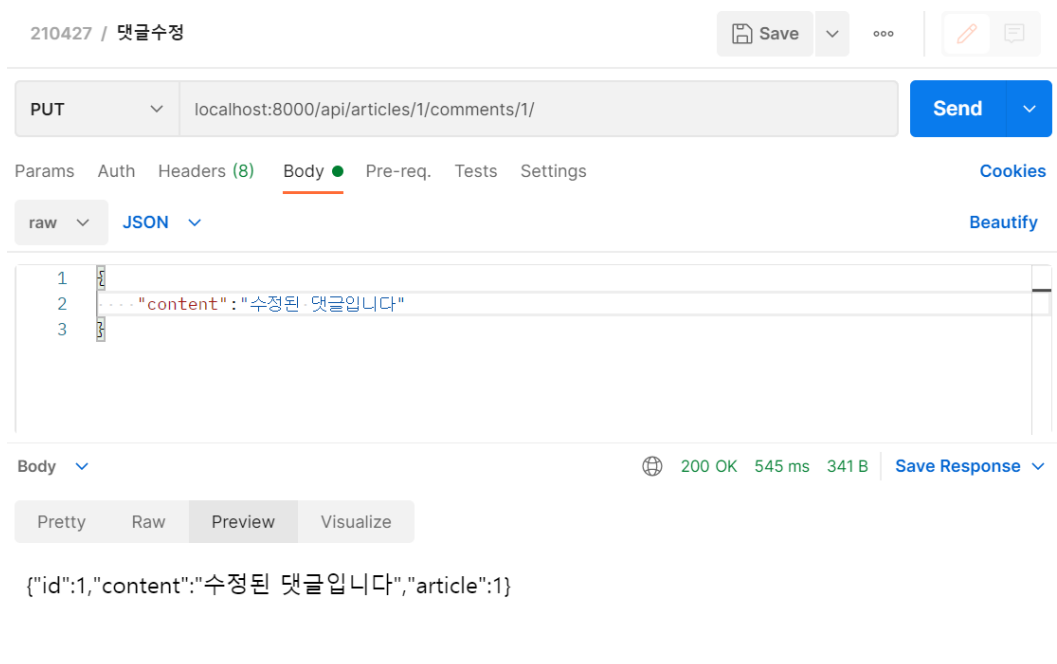 210427 / 댓글수정 Save
PUT localhost:8000/api/articles/1/comments/1/ Send
Params Auth Headers (8) Body Pre-req. Tests Settings Cookies
raw JSON Beautify
1 {
2 "content":"수정된 댓글입니다"
3 }
Body 200 OK 545 ms 341 B Save Response
Pretty Raw Preview Visualize
{"id":1,"content":"수정된 댓글입니다","article":1}